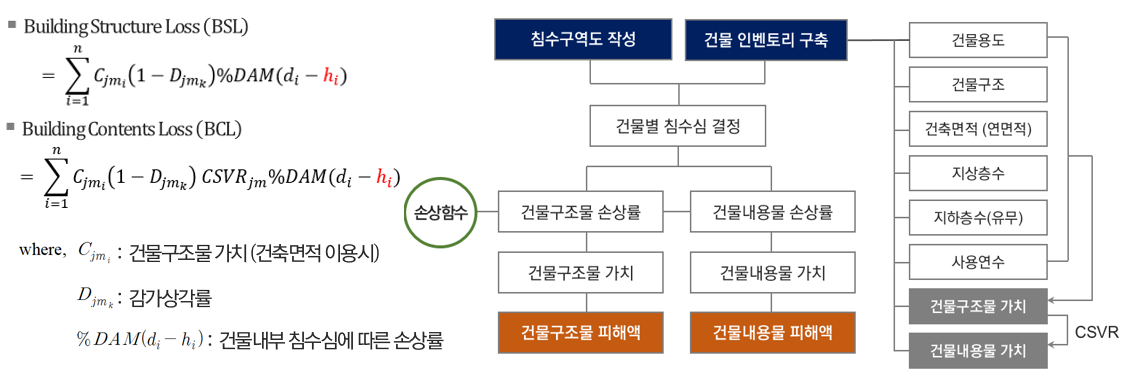 ▪ Building Structure Loss (BSL)
= \sum_{i=1}^{n} C_{jm_i}(1 − D_{jm_k})%DAM(d_i − h_i)
▪ Building Contents Loss (BCL)
= \sum_{i=1}^{n} C_{jm_i}(1 − D_{jm_k}) CSVR_{jm}%DAM(d_i − h_i)
where, C_{jm_i} : 건물구조물 가치 (건축면적 이용시)
D_{jm_k} : 감가상각률
%DAM(d_i − h_i) : 건물내부 침수심에 따른 손상률
침수구역도 작성
건물 인벤토리 구축
건물별 침수심 결정
손상함수
건물구조물 손상률
건물내용물 손상률
건물구조물 가치
건물내용물 가치
건물구조물 피해액
건물내용물 피해액
건물용도
건물구조
건축면적 (연면적)
지상층수
지하층수(유무)
사용연수
건물구조물 가치
CSVR
건물내용물 가치